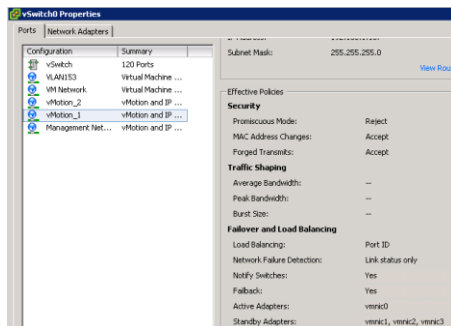 vSwitch0 Properties
Ports Network Adapters
Configuration Summary
vSwitch 120 Ports
VLAN153 Virtual Machine ...
VM Network Virtual Machine ...
vMotion_2 vMotion and IP ...
vMotion_1 vMotion and IP ...
Management Net... vMotion and IP ...
Subnet Mask: 255.255.255.0
View Rou
Effective Policies
Security
Promiscuous Mode: Reject
MAC Address Changes: Accept
Forged Transmits: Accept
Traffic Shaping
Average Bandwidth: --
Peak Bandwidth: --
Burst Size: --
Failover and Load Balancing
Load Balancing: Port ID
Network Failure Detection: Link status only
Notify Switches: Yes
Failback: Yes
Active Adapters: vmnic0
Standby Adapters: vmnic1, vmnic2, vmnic3